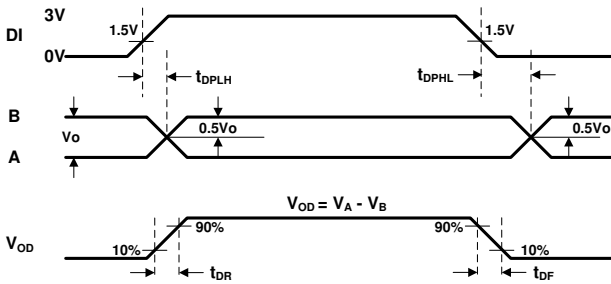 3V
DI
1.5V
1.5V
0V
tDPLH
tDPHL
B
Vo
0.5Vo
0.5Vo
A
VOD = VA - VB
90%
90%
VOD
10%
10%
tDR
tDF